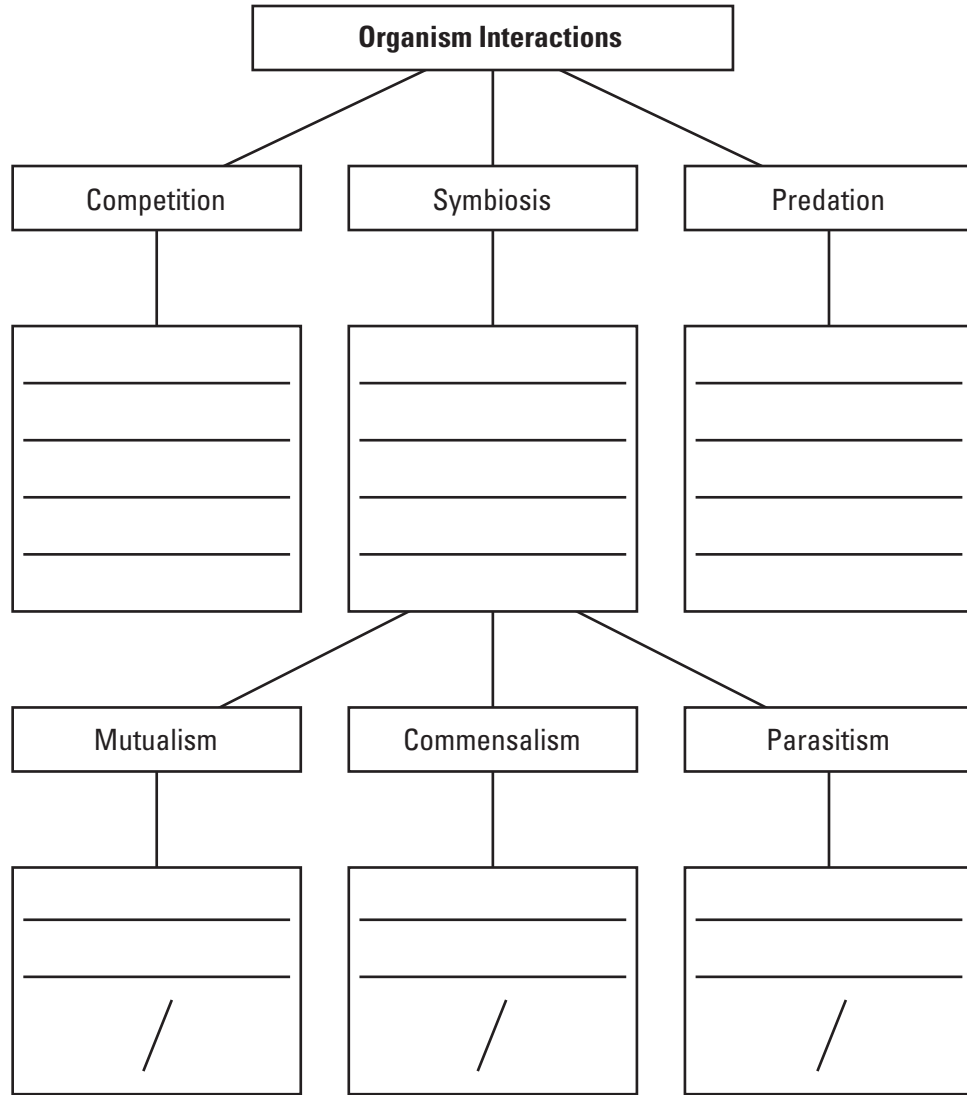 Organism Interactions
Competition
Symbiosis
Predation
Mutualism
Commensalism
Parasitism
/
/
/